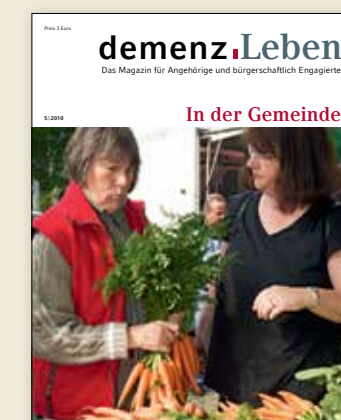 Preis 3 Euro
demenz.Leben
Das Magazin für Angehörige und bürgerschaftlich Engagierte
5|2010
In der Gemeinde